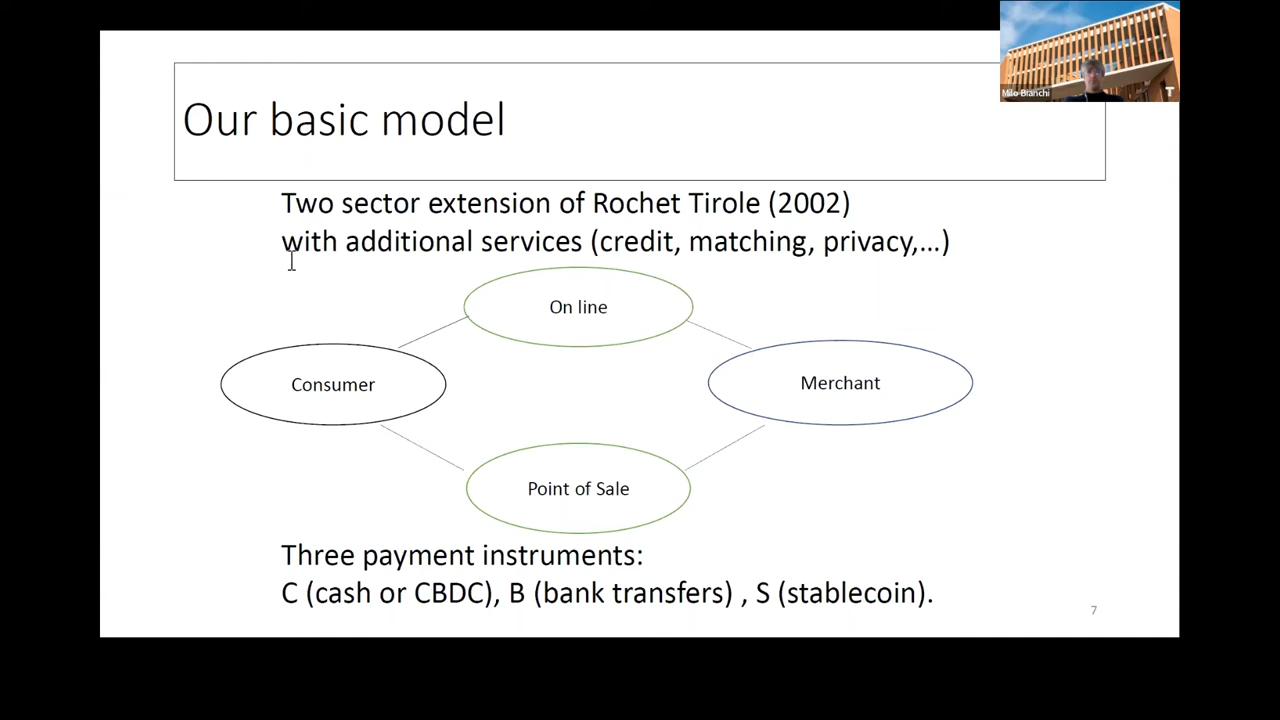 Milo Bianchi
T
Our basic model
Two sector extension of Rochet Tirole (2002)
with additional services (credit, matching, privacy,...)
On line
Consumer
Merchant
Point of Sale
Three payment instruments:
C (cash or CBDC), B (bank transfers) , S (stablecoin).
7